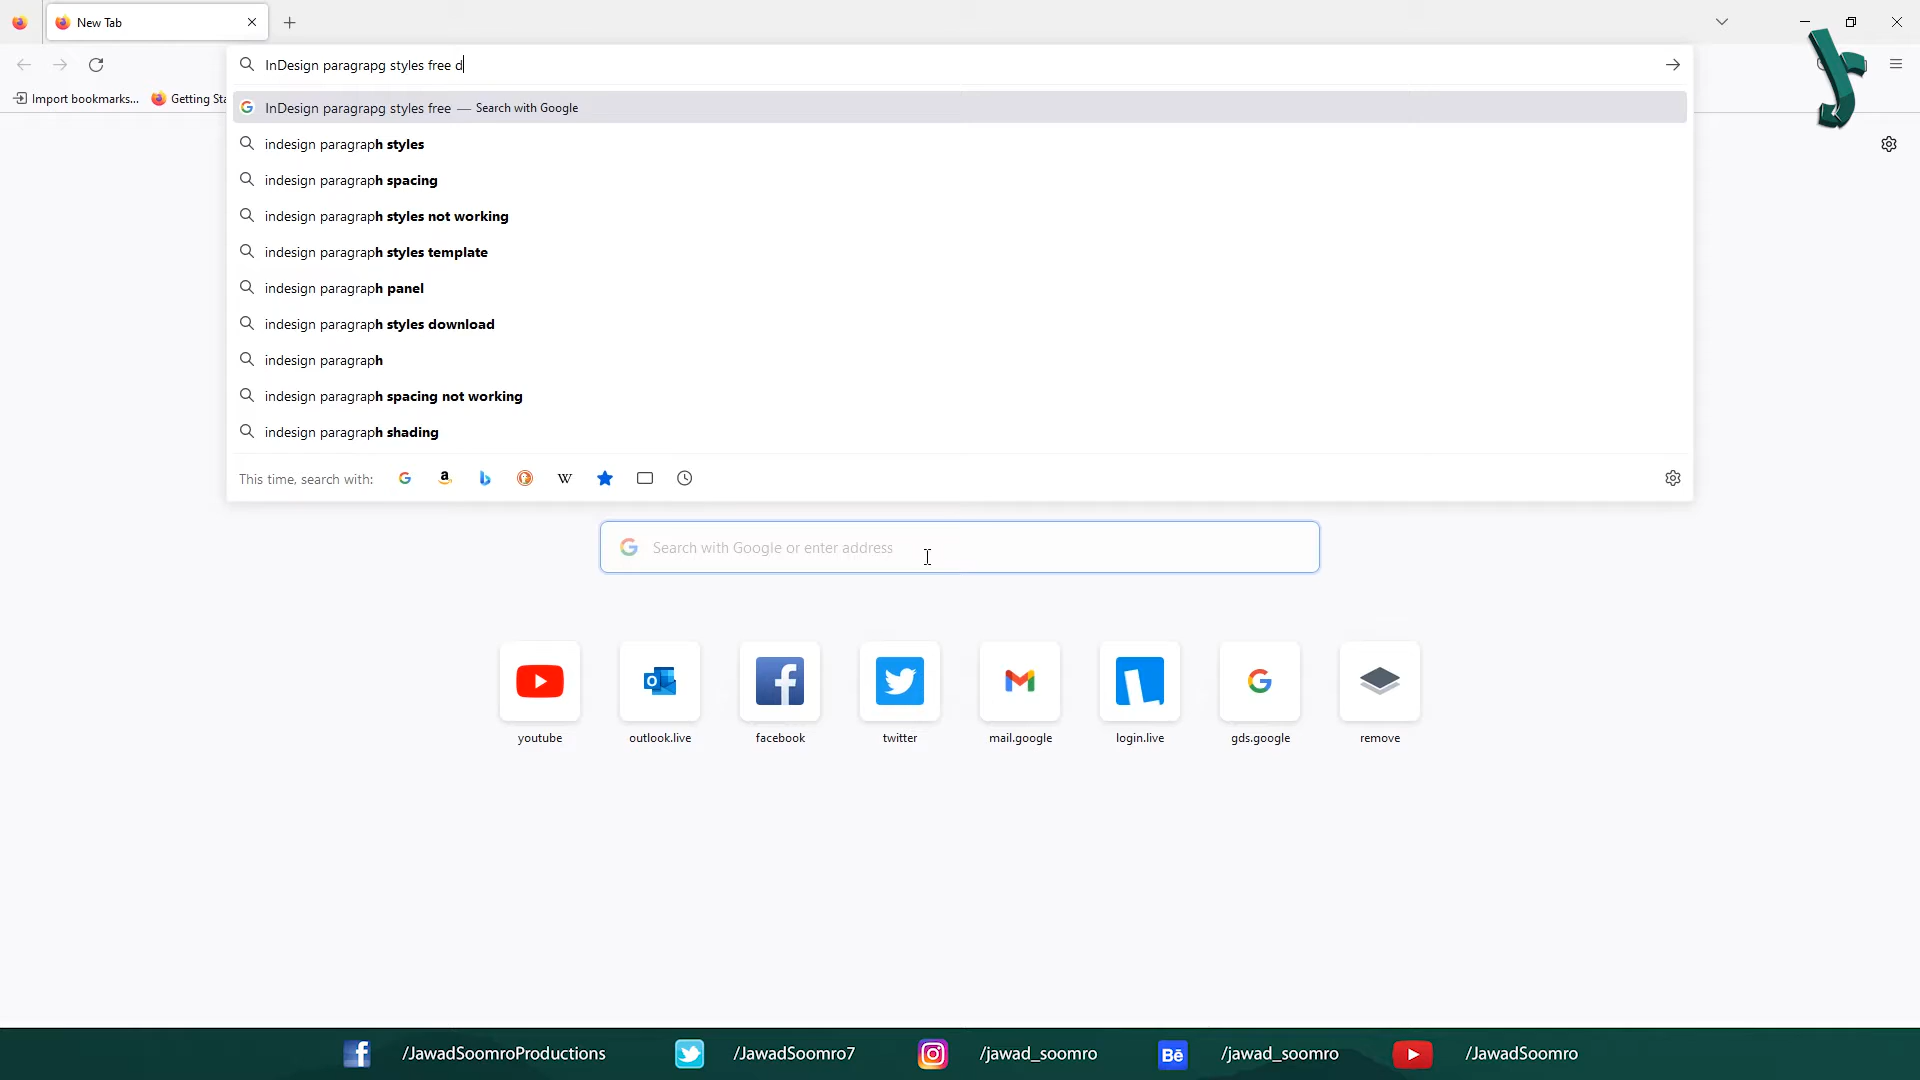 New Tab
InDesign paragrapg styles free d
Import bookmarks...
Getting Sta
InDesign paragrapg styles free — Search with Google
indesign paragraph styles
indesign paragraph spacing
indesign paragraph styles not working
indesign paragraph styles template
indesign paragraph panel
indesign paragraph styles download
indesign paragraph
indesign paragraph spacing not working
indesign paragraph shading
This time, search with:
Search with Google or enter address
youtube
outlook.live
facebook
twitter
mail.google
login.live
gds.google
remove
/JawadSoomroProductions
/JawadSoomro7
/jawad_soomro
Bē
/jawad_soomro
/JawadSoomro